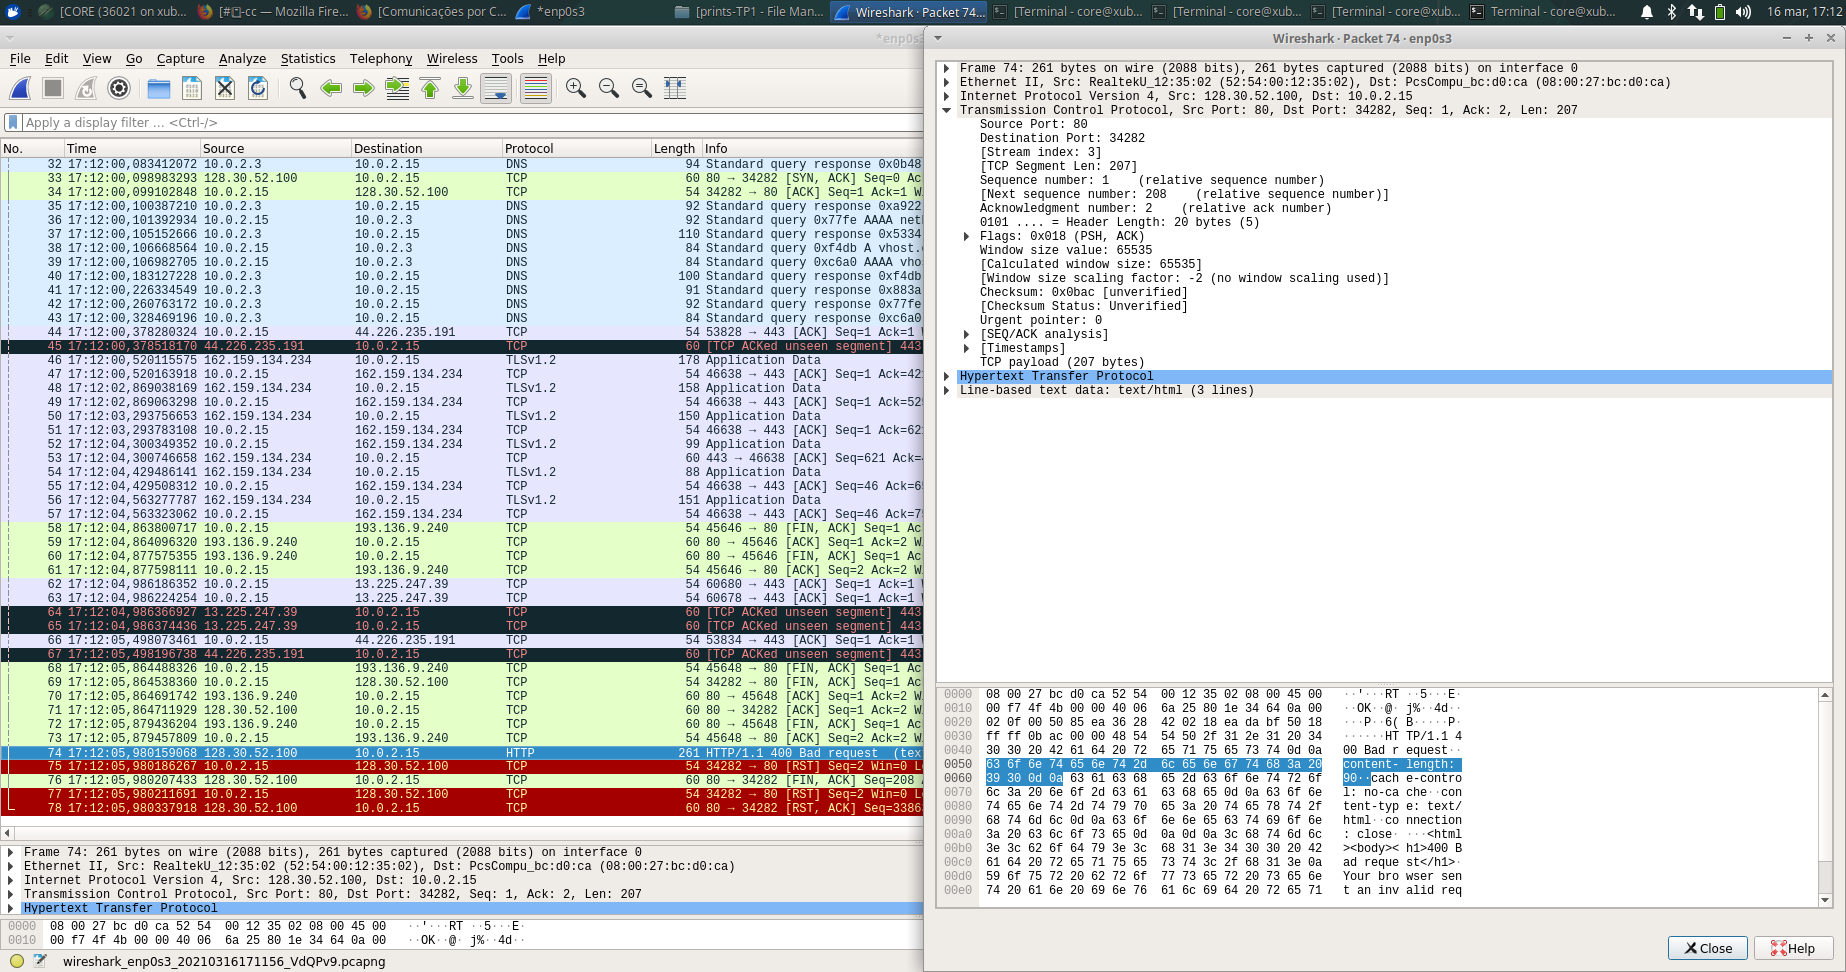 [CORE (36021 on xub...
-cc — Mozilla Fire...
[Comunicações por C...
*enp0s3
[prints-TP1 - File Man...
Wireshark · Packet 74...
[Terminal - core@xub...
[Terminal - core@xub...
[Terminal - core@xub...
Terminal - core@xub...
16 mar, 17:12
*enp0s3
Wireshark · Packet 74 · enp0s3
File Edit View Go Capture Analyze Statistics Telephony Wireless Tools Help
Apply a display filter ... <Ctrl-/>
No. Time Source Destination Protocol Length Info
32 17:12:00,083412072 10.0.2.3 10.0.2.15 DNS 94 Standard query response 0x0b48
33 17:12:00,098983293 128.30.52.100 10.0.2.15 TCP 60 80 → 34282 [SYN, ACK] Seq=0 Ac
34 17:12:00,099102848 10.0.2.15 128.30.52.100 TCP 54 34282 → 80 [ACK] Seq=1 Ack=1 W
35 17:12:00,100387210 10.0.2.3 10.0.2.15 DNS 92 Standard query response 0xa922
36 17:12:00,101392934 10.0.2.15 10.0.2.3 DNS 92 Standard query 0x77fe AAAA net
37 17:12:00,105152666 10.0.2.3 10.0.2.15 DNS 110 Standard query response 0x5334
38 17:12:00,106668564 10.0.2.15 10.0.2.3 DNS 84 Standard query 0xf4db A vhost.
39 17:12:00,106982705 10.0.2.15 10.0.2.3 DNS 84 Standard query 0xc6a0 AAAA vho
40 17:12:00,183127228 10.0.2.3 10.0.2.15 DNS 100 Standard query response 0xf4db
41 17:12:00,226334549 10.0.2.3 10.0.2.15 DNS 91 Standard query response 0x883a
42 17:12:00,260763172 10.0.2.3 10.0.2.15 DNS 92 Standard query response 0x77fe
43 17:12:00,328469196 10.0.2.3 10.0.2.15 DNS 84 Standard query response 0xc6a0
44 17:12:00,378280324 10.0.2.15 44.226.235.191 TCP 54 53828 → 443 [ACK] Seq=1 Ack=1
45 17:12:00,378518170 44.226.235.191 10.0.2.15 TCP 60 [TCP ACKed unseen segment] 443
46 17:12:00,520115575 162.159.134.234 10.0.2.15 TLSv1.2 178 Application Data
47 17:12:00,520163918 10.0.2.15 162.159.134.234 TCP 54 46638 → 443 [ACK] Seq=1 Ack=42
48 17:12:02,869038169 162.159.134.234 10.0.2.15 TLSv1.2 158 Application Data
49 17:12:02,869063298 10.0.2.15 162.159.134.234 TCP 54 46638 → 443 [ACK] Seq=1 Ack=52
50 17:12:03,293756653 162.159.134.234 10.0.2.15 TLSv1.2 150 Application Data
51 17:12:03,293783108 10.0.2.15 162.159.134.234 TCP 54 46638 → 443 [ACK] Seq=1 Ack=62
52 17:12:04,300349352 10.0.2.15 162.159.134.234 TLSv1.2 99 Application Data
53 17:12:04,300746658 162.159.134.234 10.0.2.15 TCP 60 443 → 46638 [ACK] Seq=621 Ack=
54 17:12:04,429486141 162.159.134.234 10.0.2.15 TLSv1.2 88 Application Data
55 17:12:04,429508312 10.0.2.15 162.159.134.234 TCP 54 46638 → 443 [ACK] Seq=46 Ack=6
56 17:12:04,563277787 162.159.134.234 10.0.2.15 TLSv1.2 151 Application Data
57 17:12:04,563323062 10.0.2.15 162.159.134.234 TCP 54 46638 → 443 [ACK] Seq=46 Ack=7
58 17:12:04,863800717 10.0.2.15 193.136.9.240 TCP 54 45646 → 80 [FIN, ACK] Seq=1 Ac
59 17:12:04,864096320 193.136.9.240 10.0.2.15 TCP 60 80 → 45646 [ACK] Seq=1 Ack=2 W
60 17:12:04,877575355 193.136.9.240 10.0.2.15 TCP 60 80 → 45646 [FIN, ACK] Seq=1 Ac
61 17:12:04,877598111 10.0.2.15 193.136.9.240 TCP 54 45646 → 80 [ACK] Seq=2 Ack=2 W
62 17:12:04,986186352 10.0.2.15 13.225.247.39 TCP 54 60680 → 443 [ACK] Seq=1 Ack=1
63 17:12:04,986224254 10.0.2.15 13.225.247.39 TCP 54 60678 → 443 [ACK] Seq=1 Ack=1
64 17:12:04,986366927 13.225.247.39 10.0.2.15 TCP 60 [TCP ACKed unseen segment] 443
65 17:12:04,986374436 13.225.247.39 10.0.2.15 TCP 60 [TCP ACKed unseen segment] 443
66 17:12:05,498073461 10.0.2.15 44.226.235.191 TCP 54 53834 → 443 [ACK] Seq=1 Ack=1
67 17:12:05,498196738 44.226.235.191 10.0.2.15 TCP 60 [TCP ACKed unseen segment] 443
68 17:12:05,864488326 10.0.2.15 193.136.9.240 TCP 54 45648 → 80 [FIN, ACK] Seq=1 Ac
69 17:12:05,864538360 10.0.2.15 128.30.52.100 TCP 54 34282 → 80 [FIN, ACK] Seq=1 Ac
70 17:12:05,864691742 193.136.9.240 10.0.2.15 TCP 60 80 → 45648 [ACK] Seq=1 Ack=2 W
71 17:12:05,864711929 128.30.52.100 10.0.2.15 TCP 60 80 → 34282 [ACK] Seq=1 Ack=2 W
72 17:12:05,879436204 193.136.9.240 10.0.2.15 TCP 60 80 → 45648 [FIN, ACK] Seq=1 Ac
73 17:12:05,879457809 10.0.2.15 193.136.9.240 TCP 54 45648 → 80 [ACK] Seq=2 Ack=2 W
74 17:12:05,980159068 128.30.52.100 10.0.2.15 HTTP 261 HTTP/1.1 400 Bad request (tex
75 17:12:05,980186267 10.0.2.15 128.30.52.100 TCP 54 34282 → 80 [RST] Seq=2 Win=0 L
76 17:12:05,980207433 128.30.52.100 10.0.2.15 TCP 60 80 → 34282 [FIN, ACK] Seq=208
77 17:12:05,980211691 10.0.2.15 128.30.52.100 TCP 54 34282 → 80 [RST] Seq=2 Win=0 L
78 17:12:05,980337918 128.30.52.100 10.0.2.15 TCP 60 80 → 34282 [RST, ACK] Seq=3386
Frame 74: 261 bytes on wire (2088 bits), 261 bytes captured (2088 bits) on interface 0
Ethernet II, Src: RealtekU_12:35:02 (52:54:00:12:35:02), Dst: PcsCompu_bc:d0:ca (08:00:27:bc:d0:ca)
Internet Protocol Version 4, Src: 128.30.52.100, Dst: 10.0.2.15
Transmission Control Protocol, Src Port: 80, Dst Port: 34282, Seq: 1, Ack: 2, Len: 207
Hypertext Transfer Protocol
0000 08 00 27 bc d0 ca 52 54 00 12 35 02 08 00 45 00 ··'···RT ··5···E·
0010 00 f7 4f 4b 00 00 40 06 6a 25 80 1e 34 64 0a 00 ··OK··@· j%··4d··
wireshark_enp0s3_20210316171156_VdQPv9.pcapng
Frame 74: 261 bytes on wire (2088 bits), 261 bytes captured (2088 bits) on interface 0
Ethernet II, Src: RealtekU_12:35:02 (52:54:00:12:35:02), Dst: PcsCompu_bc:d0:ca (08:00:27:bc:d0:ca)
Internet Protocol Version 4, Src: 128.30.52.100, Dst: 10.0.2.15
Transmission Control Protocol, Src Port: 80, Dst Port: 34282, Seq: 1, Ack: 2, Len: 207
Source Port: 80
Destination Port: 34282
[Stream index: 3]
[TCP Segment Len: 207]
Sequence number: 1 (relative sequence number)
[Next sequence number: 208 (relative sequence number)]
Acknowledgment number: 2 (relative ack number)
0101 .... = Header Length: 20 bytes (5)
Flags: 0x018 (PSH, ACK)
Window size value: 65535
[Calculated window size: 65535]
[Window size scaling factor: -2 (no window scaling used)]
Checksum: 0x0bac [unverified]
[Checksum Status: Unverified]
Urgent pointer: 0
[SEQ/ACK analysis]
[Timestamps]
TCP payload (207 bytes)
Hypertext Transfer Protocol
Line-based text data: text/html (3 lines)
0000 08 00 27 bc d0 ca 52 54 00 12 35 02 08 00 45 00 ··'···RT ··5···E·
0010 00 f7 4f 4b 00 00 40 06 6a 25 80 1e 34 64 0a 00 ··OK··@· j%··4d··
0020 02 0f 00 50 85 ea 36 28 42 02 18 ea da bf 50 18 ···P··6( B·····P·
0030 ff ff 0b ac 00 00 48 54 54 50 2f 31 2e 31 20 34 ······HT TP/1.1 4
0040 30 30 20 42 61 64 20 72 65 71 75 65 73 74 0d 0a 00 Bad r equest··
0050 63 6f 6e 74 65 6e 74 2d 6c 65 6e 67 74 68 3a 20 content- length:
0060 39 30 0d 0a 63 61 63 68 65 2d 63 6f 6e 74 72 6f 90··cach e-contro
0070 6c 3a 20 6e 6f 2d 63 61 63 68 65 0d 0a 63 6f 6e l: no-ca che··con
0080 74 65 6e 74 2d 74 79 70 65 3a 20 74 65 78 74 2f tent-typ e: text/
0090 68 74 6d 6c 0d 0a 63 6f 6e 6e 65 63 74 69 6f 6e html··co nnection
00a0 3a 20 63 6c 6f 73 65 0d 0a 0d 0a 3c 68 74 6d 6c : close· ···<html
00b0 3e 3c 62 6f 64 79 3e 3c 68 31 3e 34 30 30 20 42 ><body>< h1>400 B
00c0 61 64 20 72 65 71 75 65 73 74 3c 2f 68 31 3e 0a ad reque st</h1>·
00d0 59 6f 75 72 20 62 72 6f 77 73 65 72 20 73 65 6e Your bro wser sen
00e0 74 20 61 6e 20 69 6e 76 61 6c 69 64 20 72 65 71 t an inv alid req
Close
Help